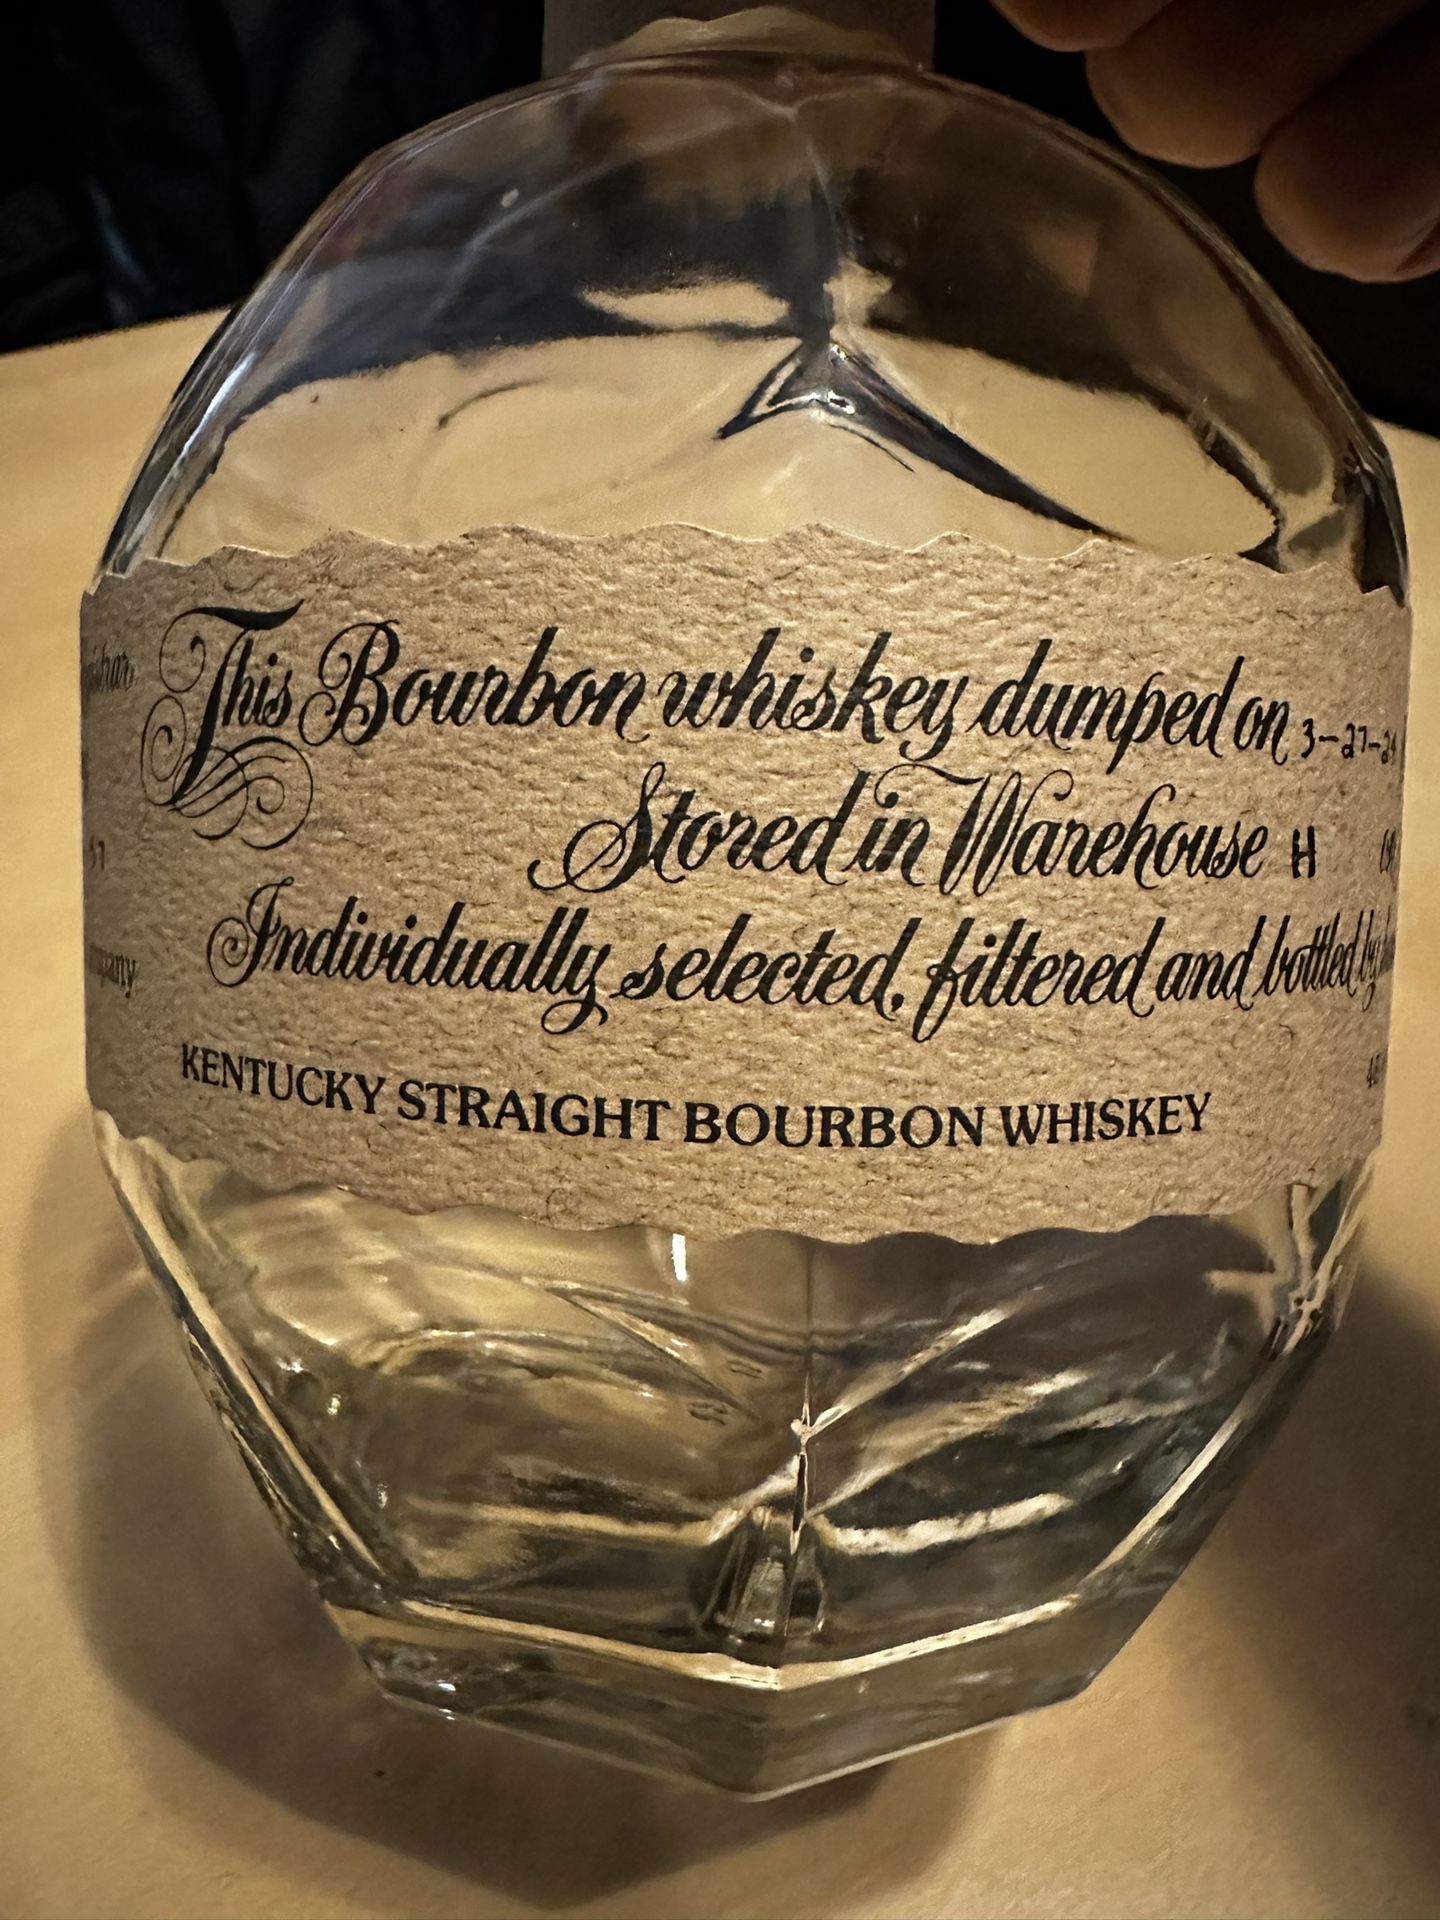 This Bourbon whiskey dumped on 3-27-24
Stored in Warehouse H
Individually selected, filtered and bottled by
KENTUCKY STRAIGHT BOURBON WHISKEY